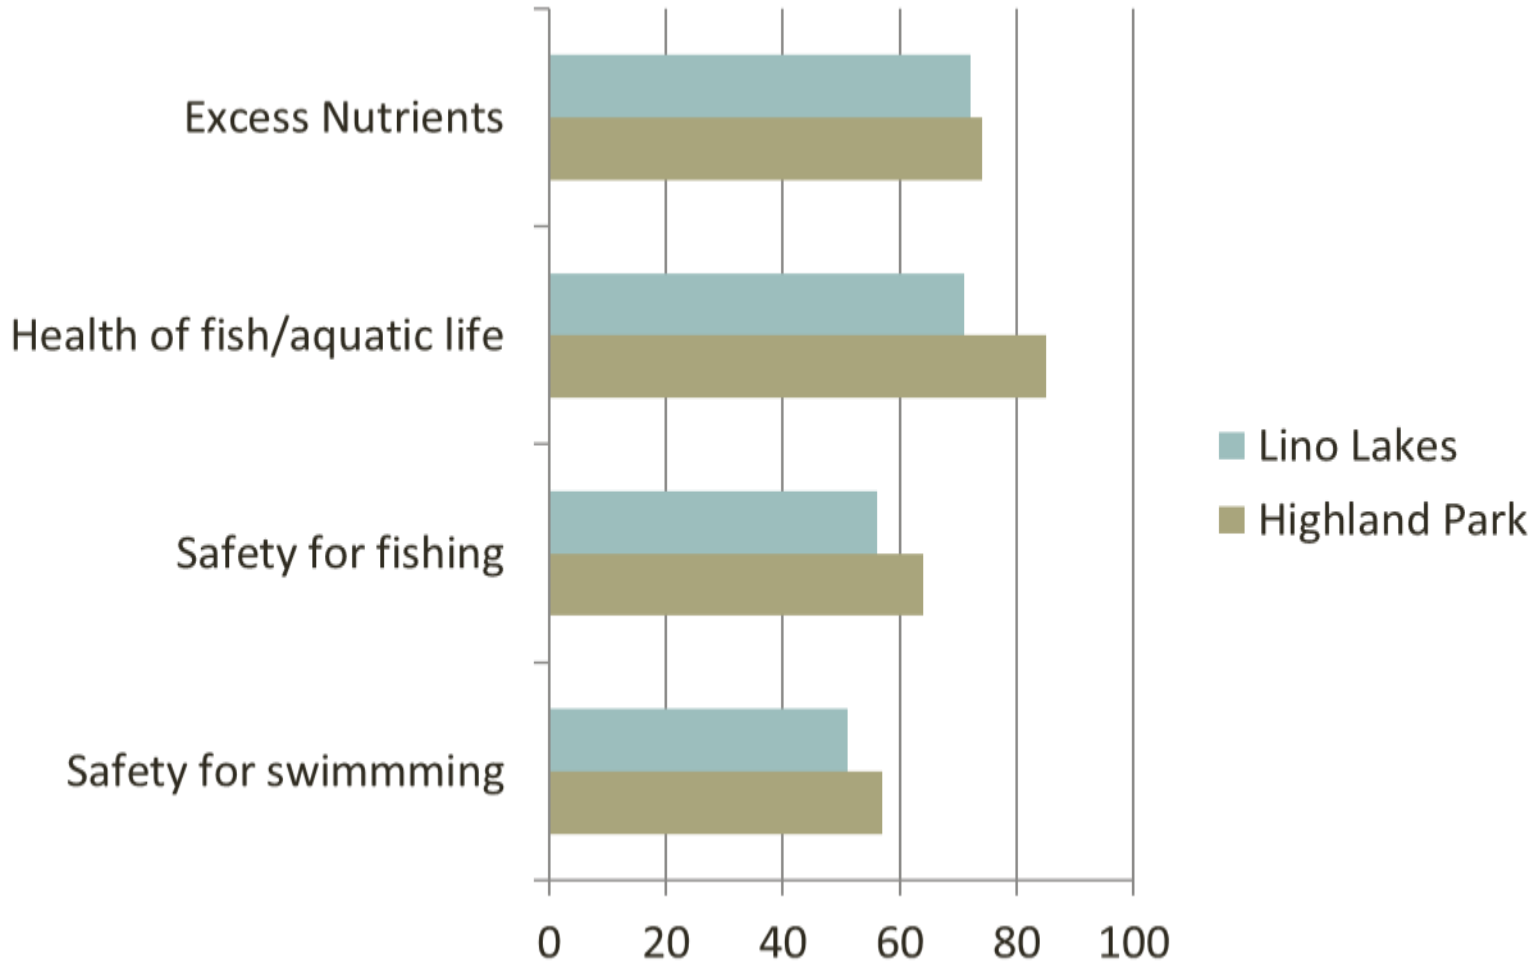 Excess Nutrients
Health of fish/aquatic life
Safety for fishing
Safety for swimmming
Lino Lakes
Highland Park
0 20 40 60 80 100